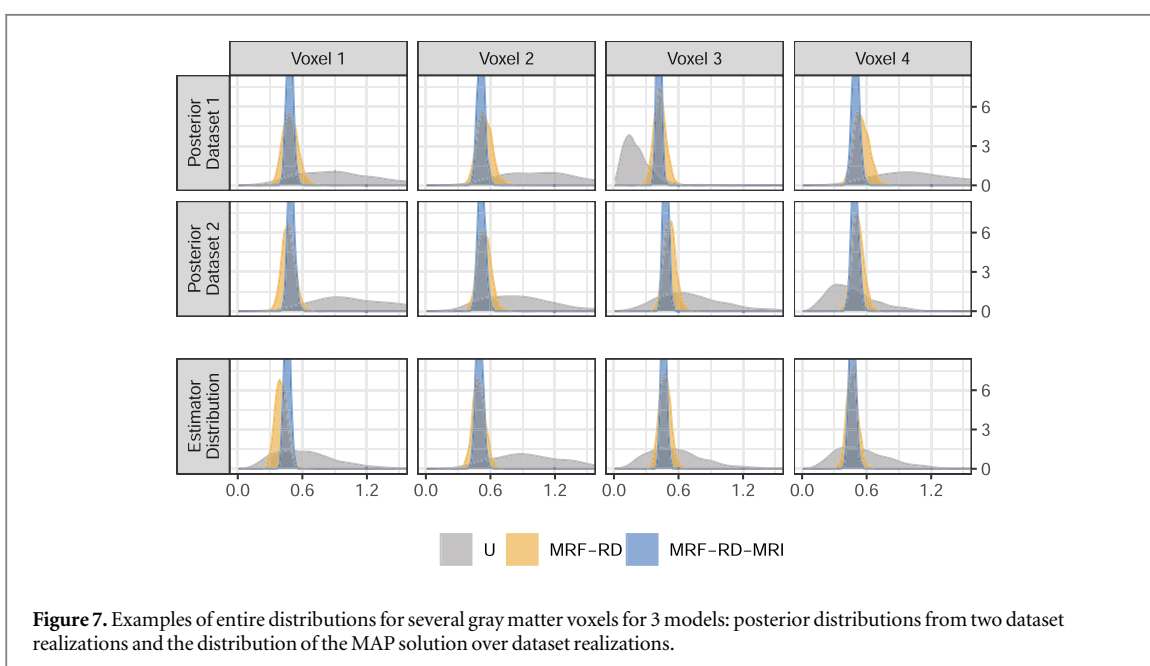 Voxel 1 Voxel 2 Voxel 3 Voxel 4
Posterior
Dataset 1
6
3
0
Posterior
Dataset 2
6
3
0
Estimator
Distribution
6
3
0
0.0 0.6 1.2 0.0 0.6 1.2 0.0 0.6 1.2 0.0 0.6 1.2
U MRF-RD MRF-RD-MRI
Figure 7. Examples of entire distributions for several gray matter voxels for 3 models: posterior distributions from two dataset
realizations and the distribution of the MAP solution over dataset realizations.